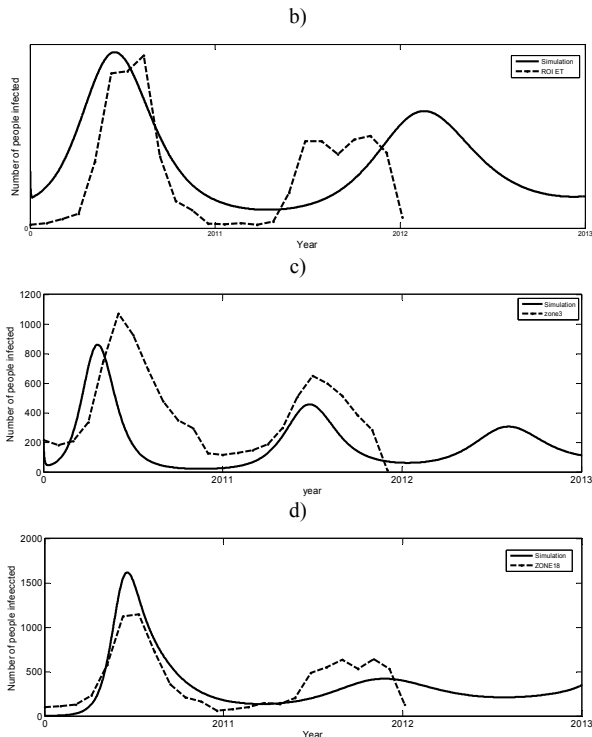 b)
Number of people infected
Simulation
ROI ET
0
0
2011
2012
2013
Year
c)
Number of people infected
1200
1000
800
600
400
200
0
Simulation
zone3
0
2011
2012
2013
year
d)
Number of people infeeccted
2000
1500
1000
500
0
Simulation
ZONE18
0
2011
2012
2013
Year